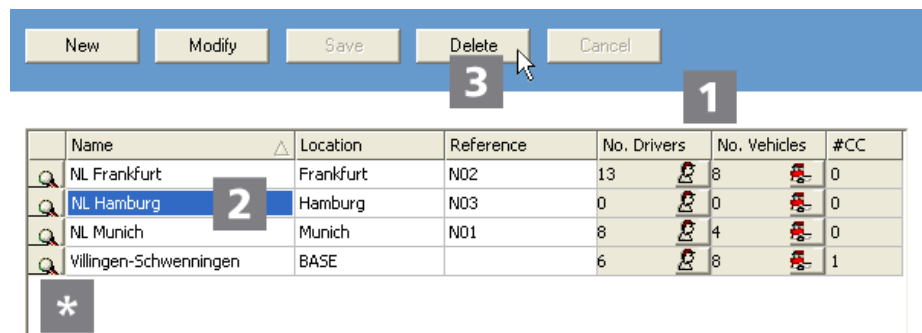 New Modify Save Delete Cancel
3
1
Name Location Reference No. Drivers No. Vehicles #CC
NL Frankfurt Frankfurt N02 13 8 0
NL Hamburg 2 Hamburg N03 0 0 0
NL Munich Munich N01 8 4 0
Villingen-Schwenningen BASE 6 8 1
*